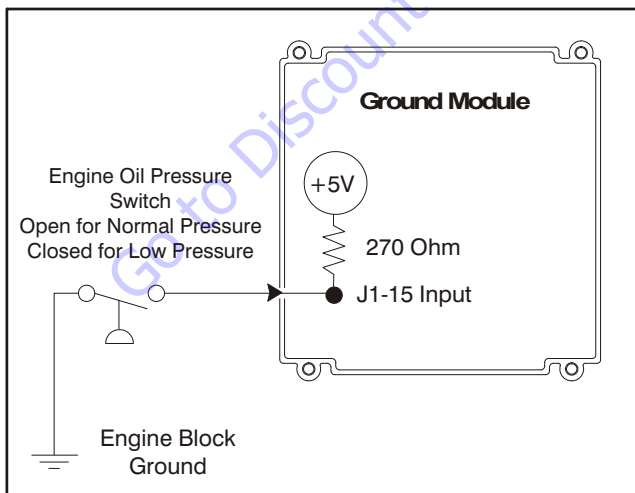 Go to Discount
Ground Module
+5V
Engine Oil Pressure
Switch
Open for Normal Pressure
Closed for Low Pressure
270 Ohm
J1-15 Input
Engine Block
Ground